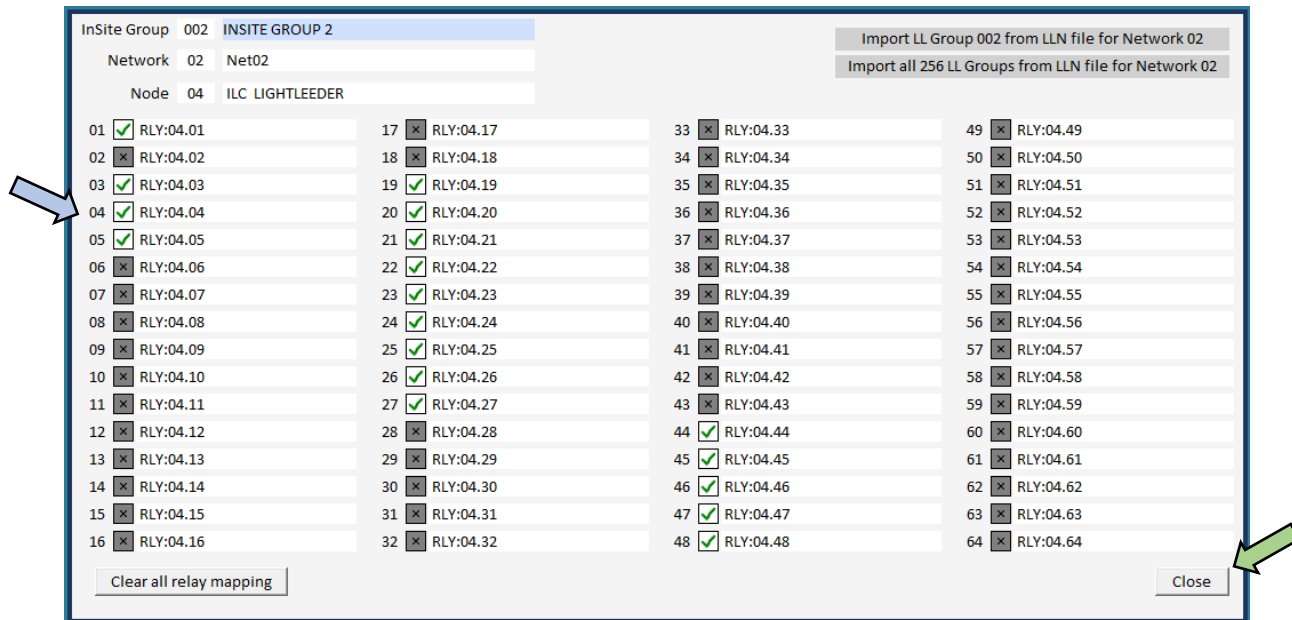 InSite Group 002 INSITE GROUP 2
Import LL Group 002 from LLN file for Network 02
Network 02 Net02
Import all 256 LL Groups from LLN file for Network 02
Node 04 ILC LIGHTLEEDER
01 RLY:04.01 17 RLY:04.17 33 RLY:04.33 49 RLY:04.49
02 RLY:04.02 18 RLY:04.18 34 RLY:04.34 50 RLY:04.50
03 RLY:04.03 19 RLY:04.19 35 RLY:04.35 51 RLY:04.51
04 RLY:04.04 20 RLY:04.20 36 RLY:04.36 52 RLY:04.52
05 RLY:04.05 21 RLY:04.21 37 RLY:04.37 53 RLY:04.53
06 RLY:04.06 22 RLY:04.22 38 RLY:04.38 54 RLY:04.54
07 RLY:04.07 23 RLY:04.23 39 RLY:04.39 55 RLY:04.55
08 RLY:04.08 24 RLY:04.24 40 RLY:04.40 56 RLY:04.56
09 RLY:04.09 25 RLY:04.25 41 RLY:04.41 57 RLY:04.57
10 RLY:04.10 26 RLY:04.26 42 RLY:04.42 58 RLY:04.58
11 RLY:04.11 27 RLY:04.27 43 RLY:04.43 59 RLY:04.59
12 RLY:04.12 28 RLY:04.28 44 RLY:04.44 60 RLY:04.60
13 RLY:04.13 29 RLY:04.29 45 RLY:04.45 61 RLY:04.61
14 RLY:04.14 30 RLY:04.30 46 RLY:04.46 62 RLY:04.62
15 RLY:04.15 31 RLY:04.31 47 RLY:04.47 63 RLY:04.63
16 RLY:04.16 32 RLY:04.32 48 RLY:04.48 64 RLY:04.64
Clear all relay mapping
Close